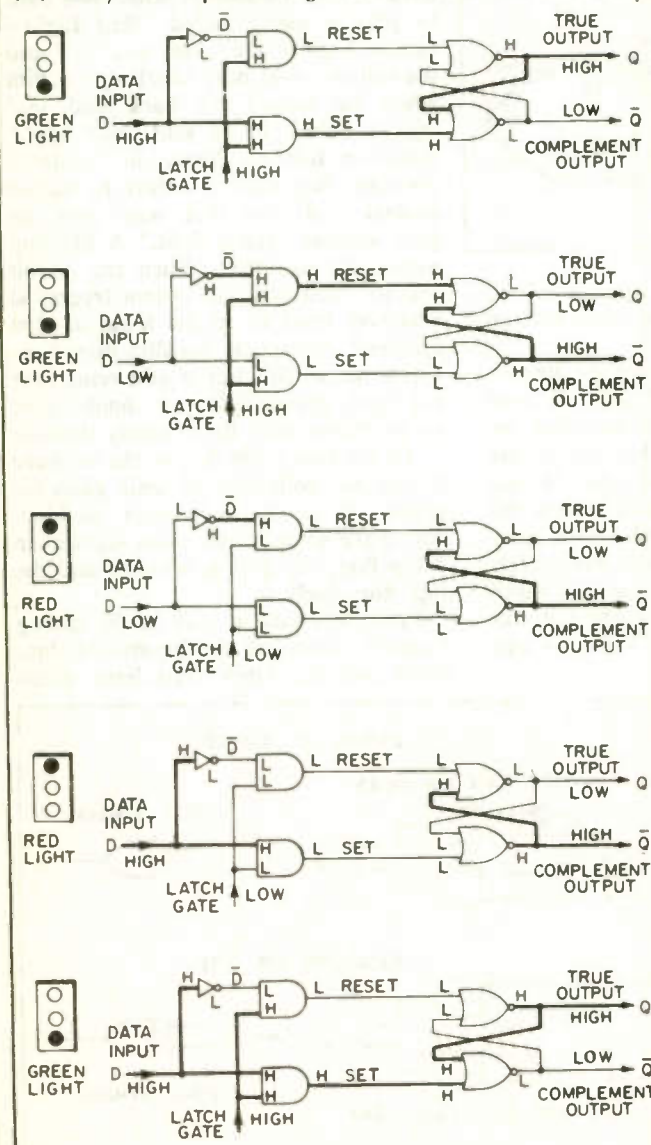 D̅
L
RESET
L
H
TRUE
OUTPUT
HIGH
Q
DATA
INPUT
D
HIGH
L
L
H
L
L
GREEN
LIGHT
H
H
H
SET
H
H
L
LOW
Q̅
COMPLEMENT
OUTPUT
LATCH
GATE
HIGH
L
D̅
H
H
H
H
RESET
H
H
L
TRUE
OUTPUT
LOW
Q
DATA
INPUT
D
LOW
GREEN
LIGHT
L
H
L
SET
L
L
H
HIGH
Q̅
COMPLEMENT
OUTPUT
LATCH
GATE
HIGH
L
D̅
H
H
L
L
RESET
L
H
L
TRUE
OUTPUT
LOW
Q
DATA
INPUT
D
LOW
RED
LIGHT
L
L
L
SET
L
L
H
HIGH
Q̅
COMPLEMENT
OUTPUT
LATCH
GATE
LOW
H
D̅
L
L
L
L
RESET
L
H
L
TRUE
OUTPUT
LOW
Q
DATA
INPUT
D
HIGH
RED
LIGHT
H
L
L
SET
L
L
H
HIGH
Q̅
COMPLEMENT
OUTPUT
LATCH
GATE
LOW
H
D̅
L
L
H
L
RESET
L
L
H
TRUE
OUTPUT
HIGH
Q
DATA
INPUT
D
HIGH
GREEN
LIGHT
H
H
H
SET
H
H
L
LOW
Q̅
COMPLEMENT
OUTPUT
LATCH
GATE
HIGH